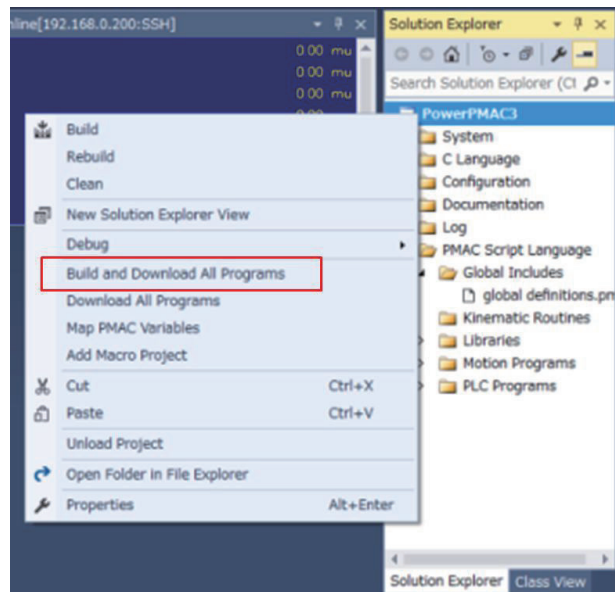 nline[192.168.0.200:SSH]
0 00 mu
0 00 mu
0 00 mu
Build
Rebuild
Clean
New Solution Explorer View
Debug
Build and Download All Programs
Download All Programs
Map PMAC Variables
Add Macro Project
Cut Ctrl+X
Paste Ctrl+V
Unload Project
Open Folder in File Explorer
Properties Alt+Enter
Solution Explorer
Search Solution Explorer (Ct
PowerPMAC3
System
C Language
Configuration
Documentation
Log
PMAC Script Language
Global Includes
global definitions.pm
Kinematic Routines
Libraries
Motion Programs
PLC Programs
Solution Explorer Class View